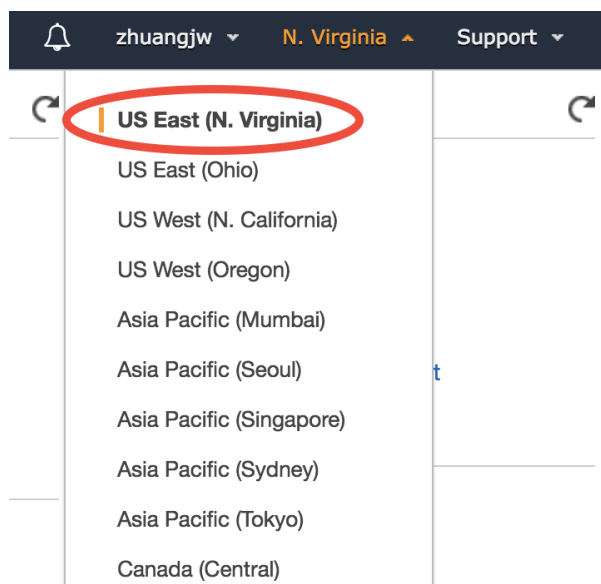 zhuangjw N. Virginia Support
US East (N. Virginia)
US East (Ohio)
US West (N. California)
US West (Oregon)
Asia Pacific (Mumbai)
Asia Pacific (Seoul)
t
Asia Pacific (Singapore)
Asia Pacific (Sydney)
Asia Pacific (Tokyo)
Canada (Central)